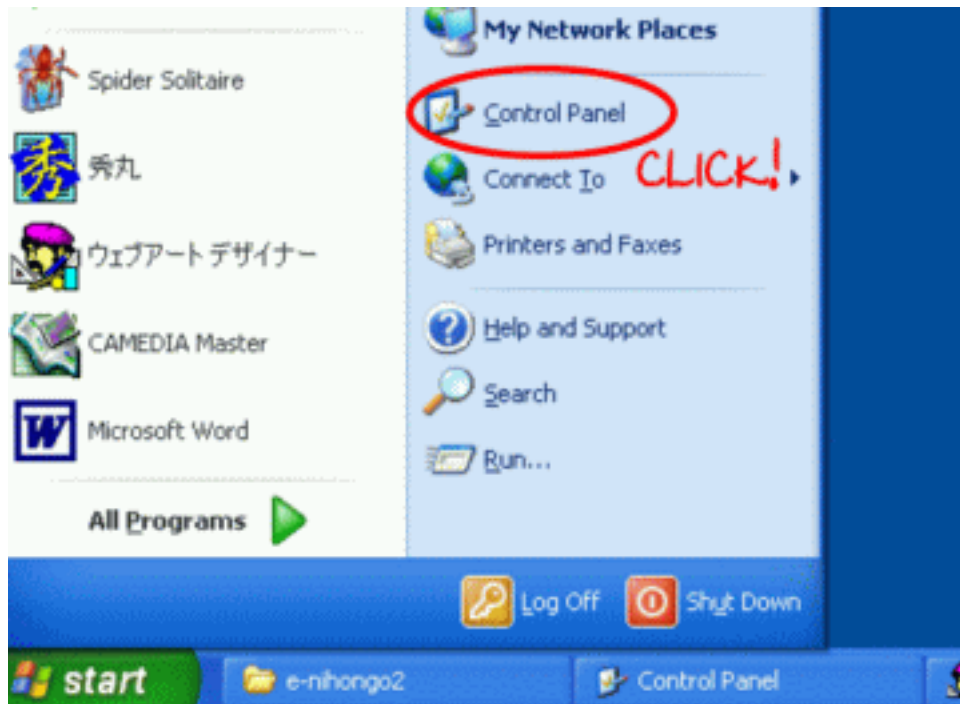 Spider Solitaire
秀丸
ウェブアート デザイナー
CAMEDIA Master
Microsoft Word
All Programs
My Network Places
Control Panel
CLICK!
Connect To
Printers and Faxes
Help and Support
Search
Run...
Log Off
Shut Down
start
e-nihongo2
Control Panel